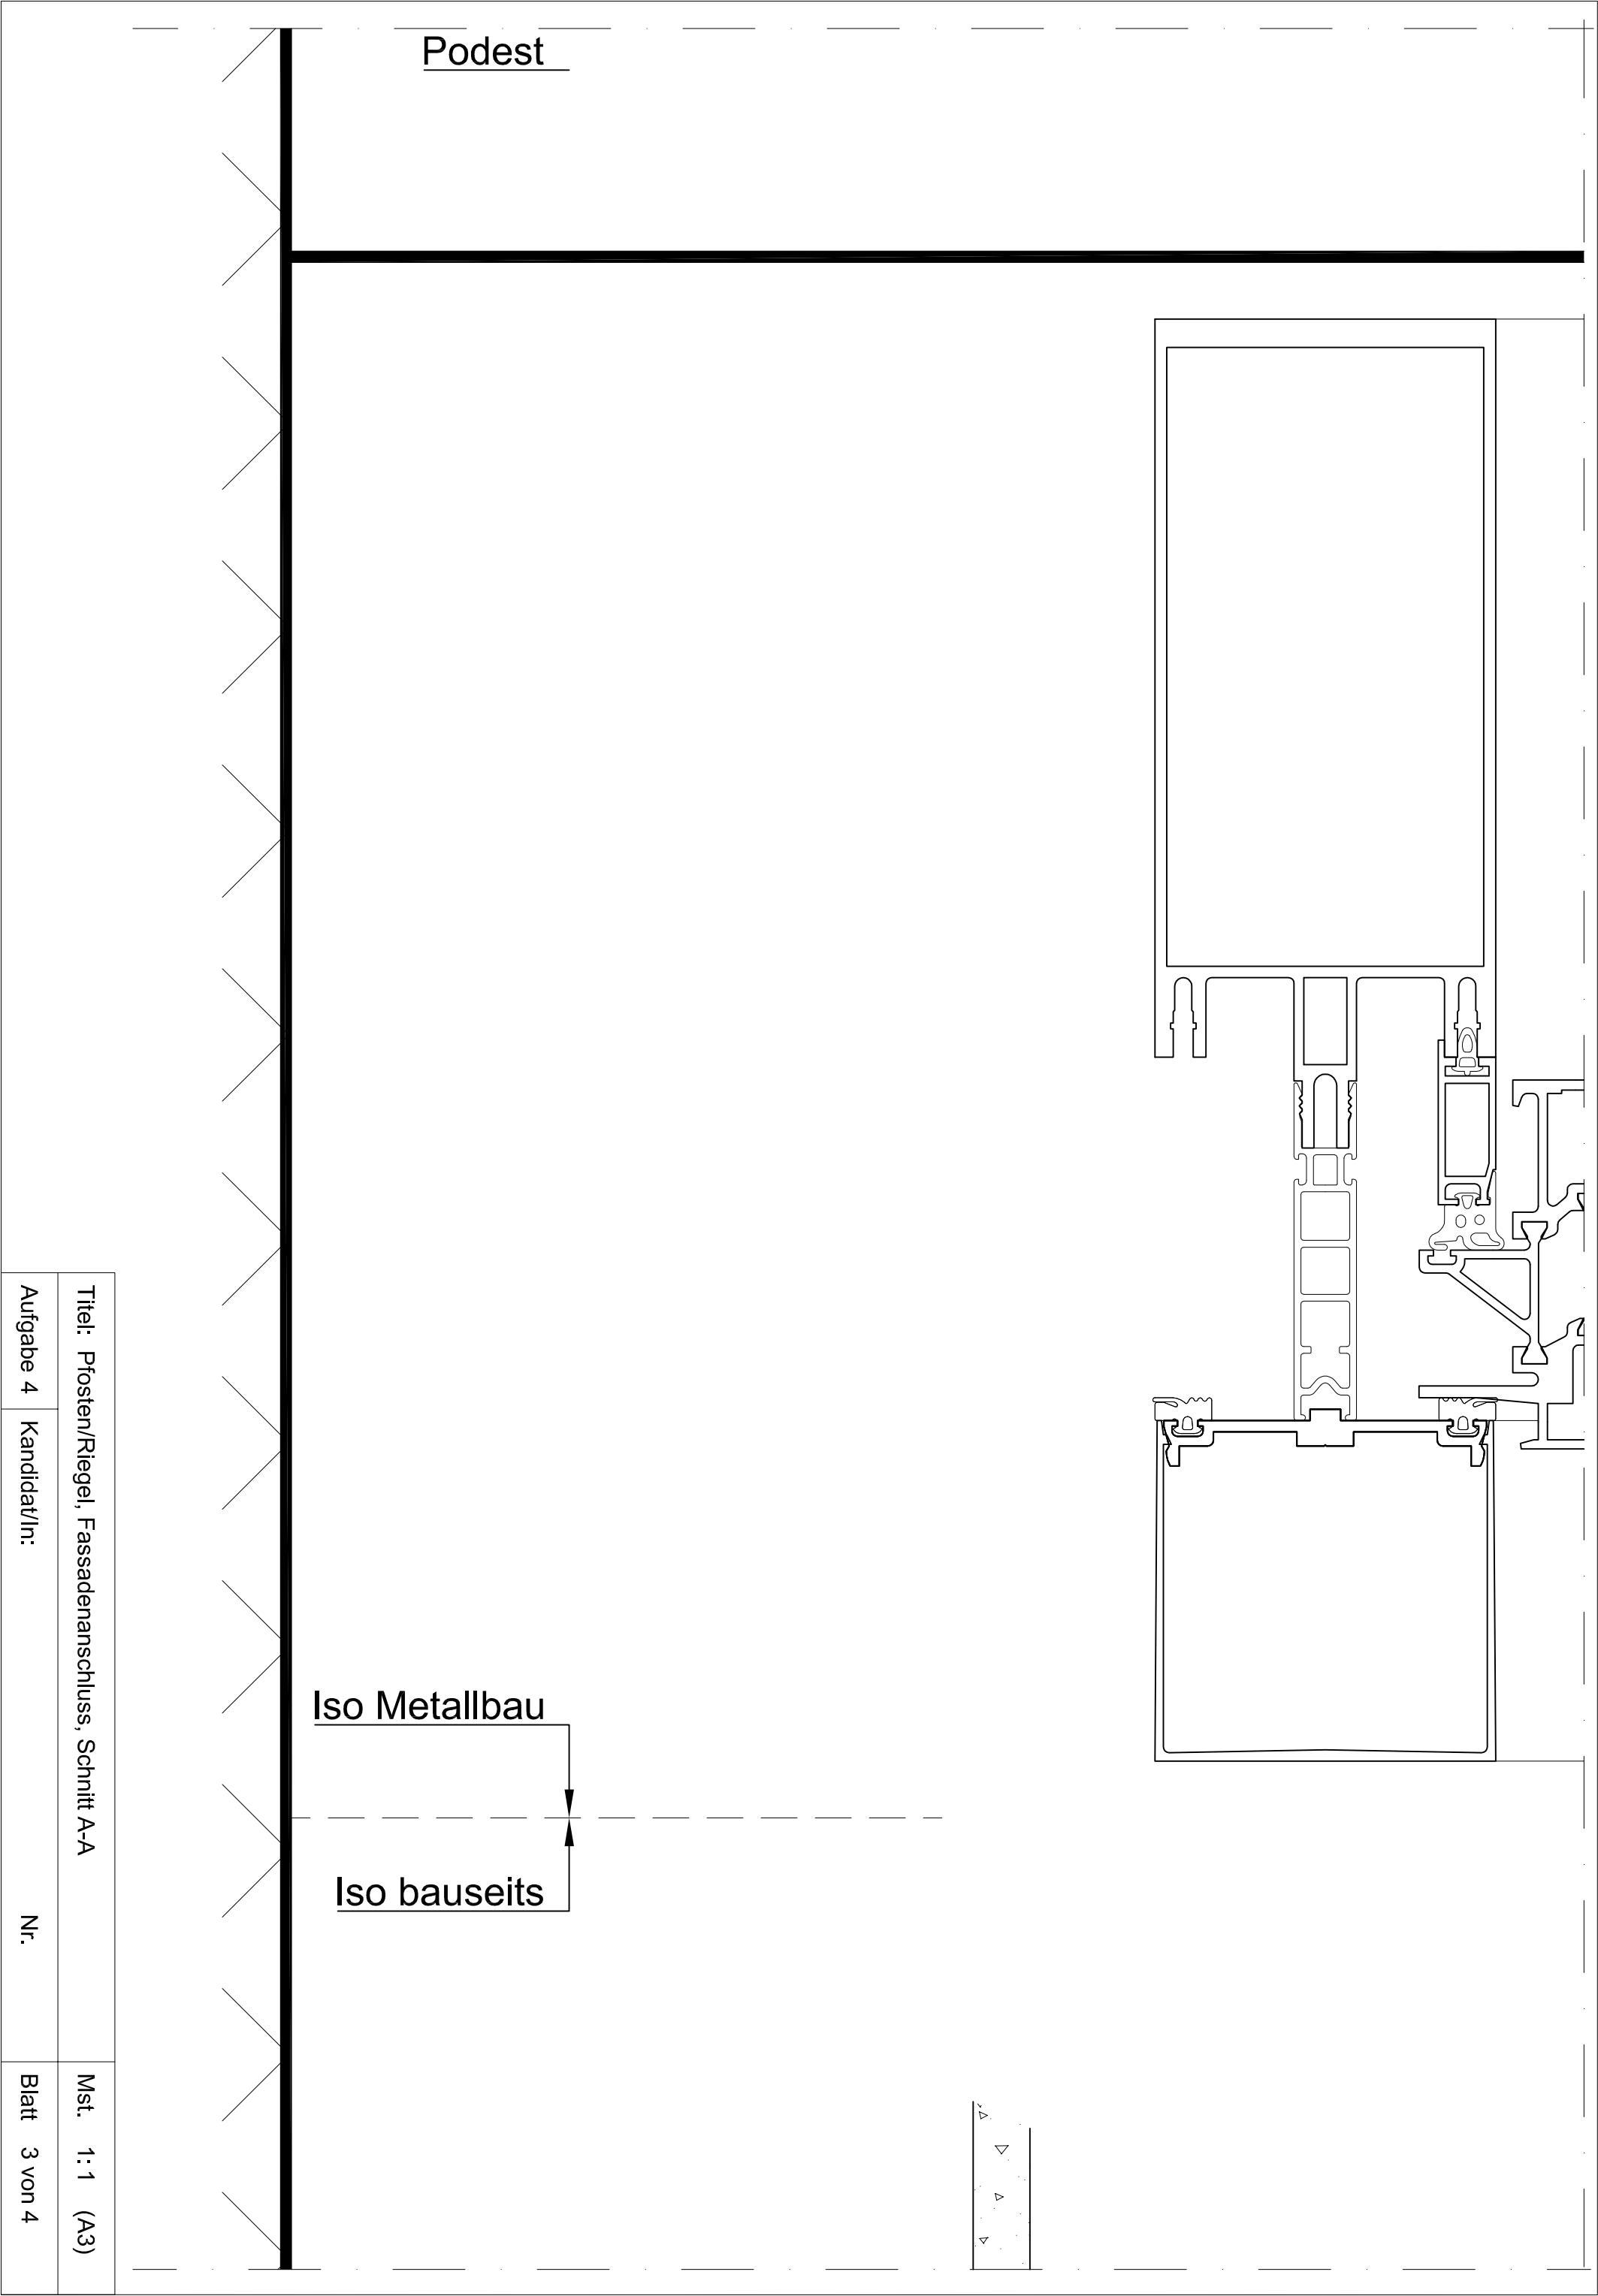 Podest
Iso Metallbau
Iso bauseits
Titel: Pfosten/Riegel, Fassadenanschluss, Schnitt A-A
Mst. 1:1 (A3)
Aufgabe 4
Kandidat/In:
Nr.
Blatt 3 von 4